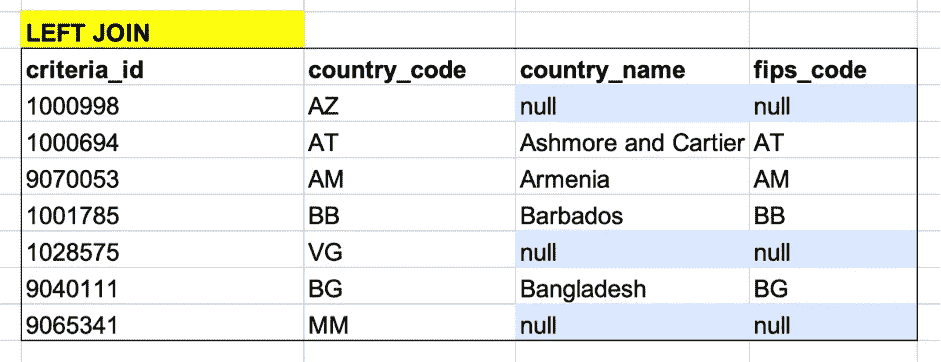 LEFT JOIN
criteria_id country_code country_name fips_code
1000998 AZ null null
1000694 AT Ashmore and Cartier AT
9070053 AM Armenia AM
1001785 BB Barbados BB
1028575 VG null null
9040111 BG Bangladesh BG
9065341 MM null null